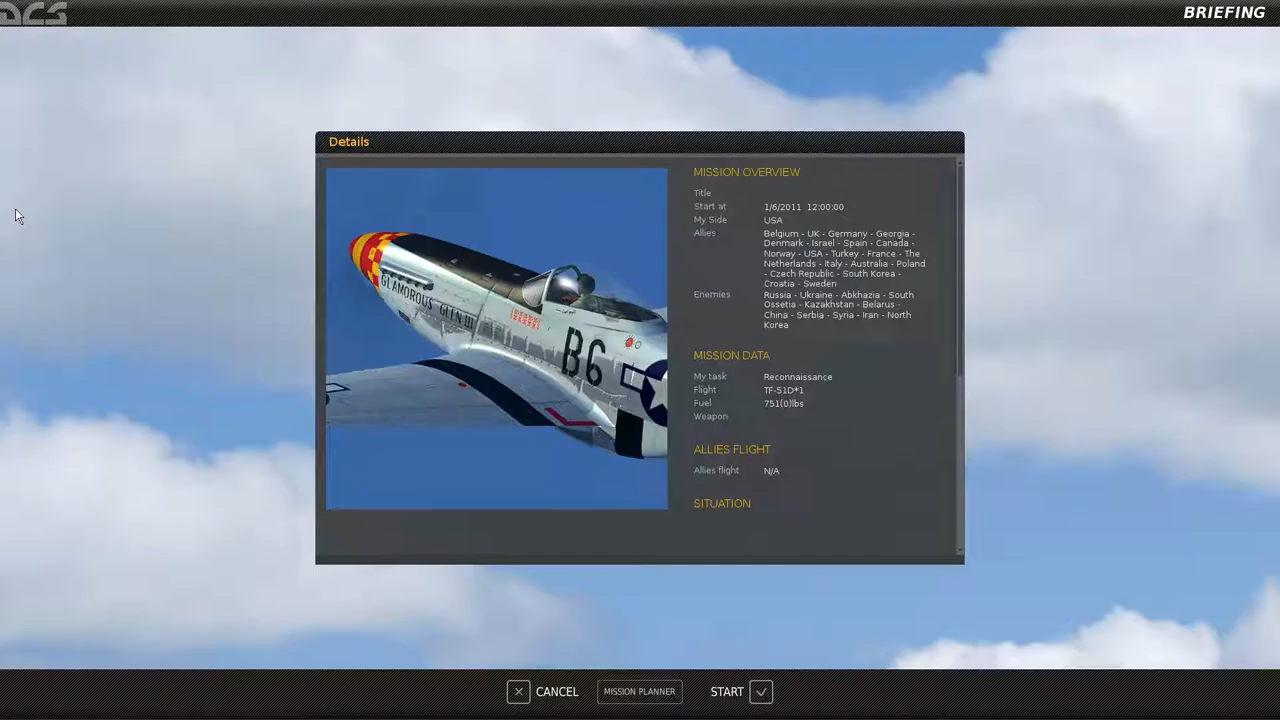 DCS
BRIEFING
Details
GLAMOROUS GLEN III
B6
MISSION OVERVIEW
Title
Start at 1/6/2011 12:00:00
My Side USA
Allies Belgium - UK - Germany - Georgia -
Denmark - Israel - Spain - Canada -
Norway - USA - Turkey - France - The
Netherlands - Italy - Australia - Poland
- Czech Republic - South Korea -
Croatia - Sweden
Enemies Russia - Ukraine - Abkhazia - South
Ossetia - Kazakhstan - Belarus -
China - Serbia - Syria - Iran - North
Korea
MISSION DATA
My task Reconnaissance
Flight TF-51D*1
Fuel 751(0)lbs
Weapon
ALLIES FLIGHT
Allies flight N/A
SITUATION
CANCEL
MISSION PLANNER
START